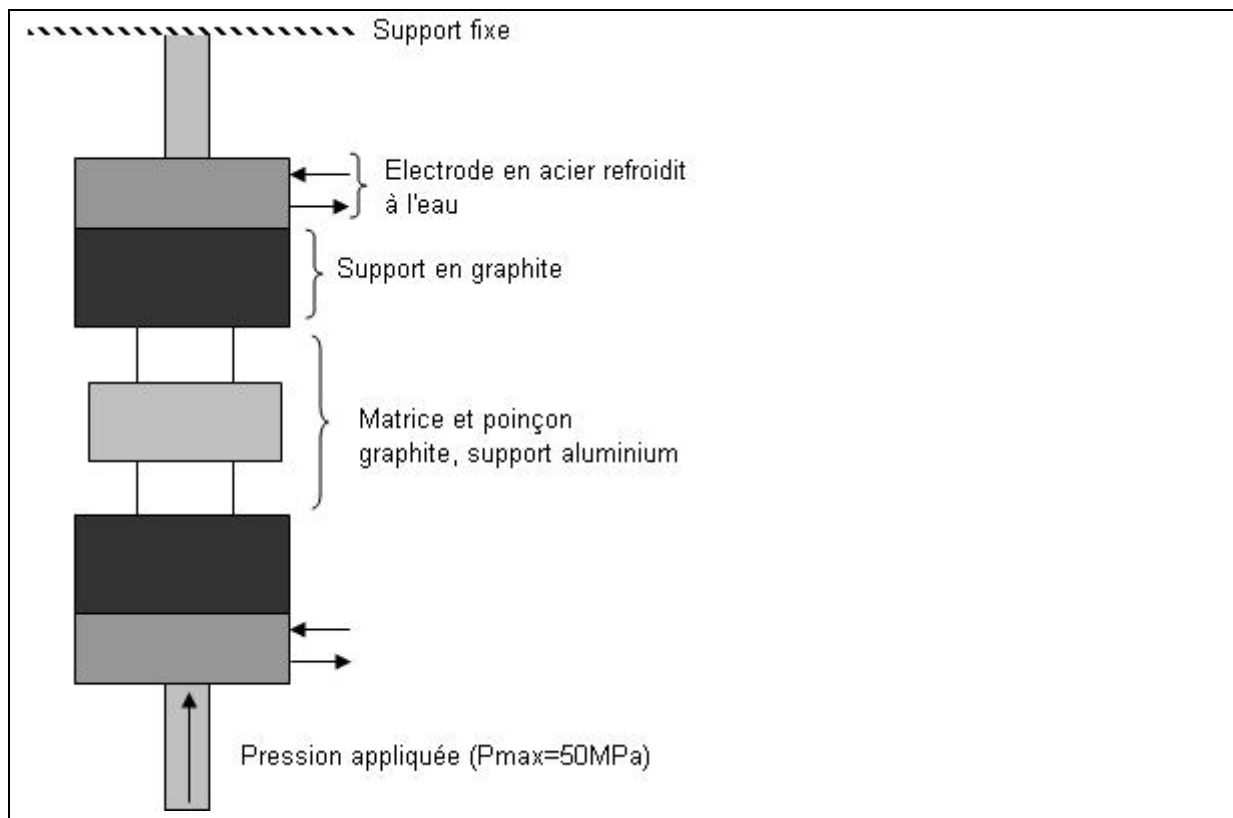 Support fixe
Electrode en acier refroidit
à l'eau
Support en graphite
Matrice et poinçon
graphite, support aluminium
Pression appliquée (Pmax=50MPa)